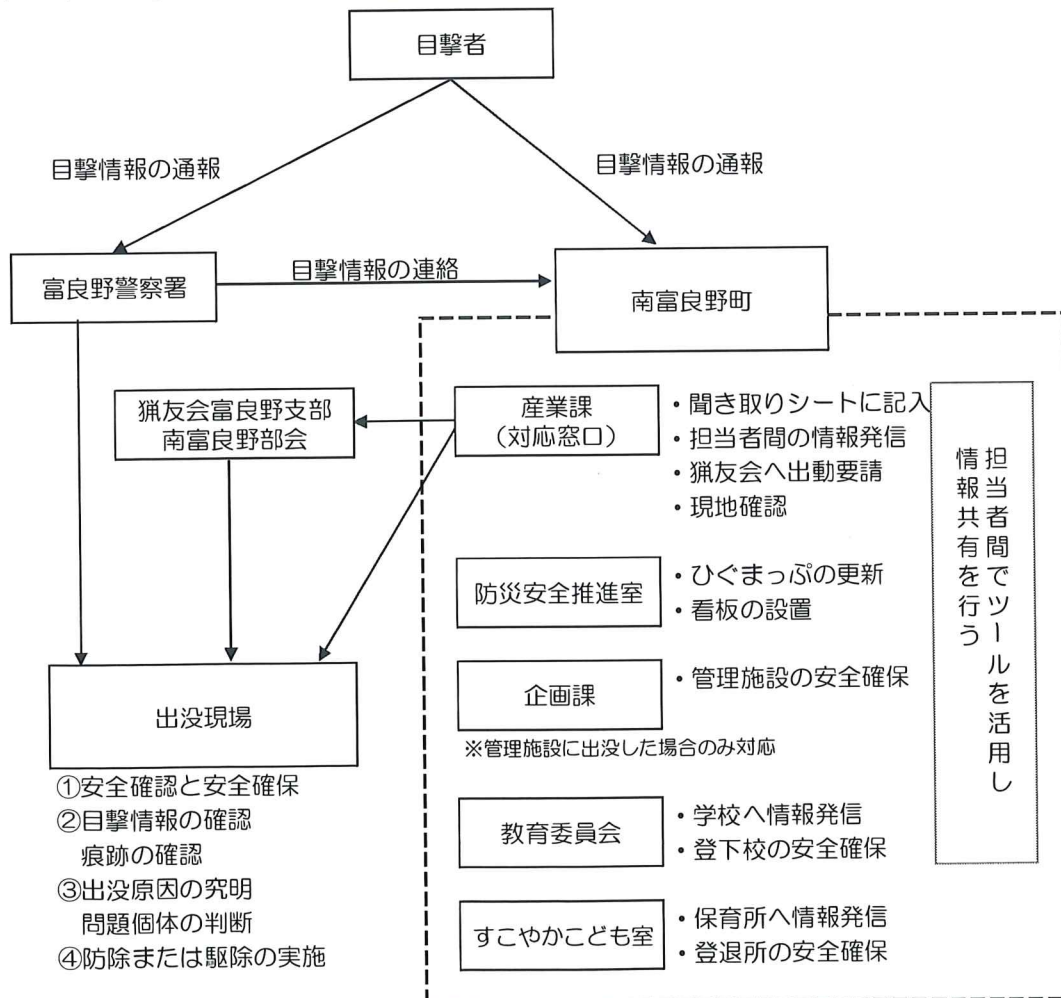 目撃者
目撃情報の通報
目撃情報の通報
富良野警察署
目撃情報の連絡
南富良野町
猟友会富良野支部
南富良野部会
産業課
（対応窓口）
・聞き取りシートに記入
・担当者間の情報発信
・猟友会へ出動要請
・現地確認
防災安全推進室
・ひぐまっぷの更新
・看板の設置
企画課
・管理施設の安全確保
※管理施設に出没した場合のみ対応
教育委員会
・学校へ情報発信
・登下校の安全確保
すこやかこども室
・保育所へ情報発信
・登退所の安全確保
担当者間でツールを活用し
情報共有を行う
出没現場
①安全確認と安全確保
②目撃情報の確認
痕跡の確認
③出没原因の究明
問題個体の判断
④防除または駆除の実施